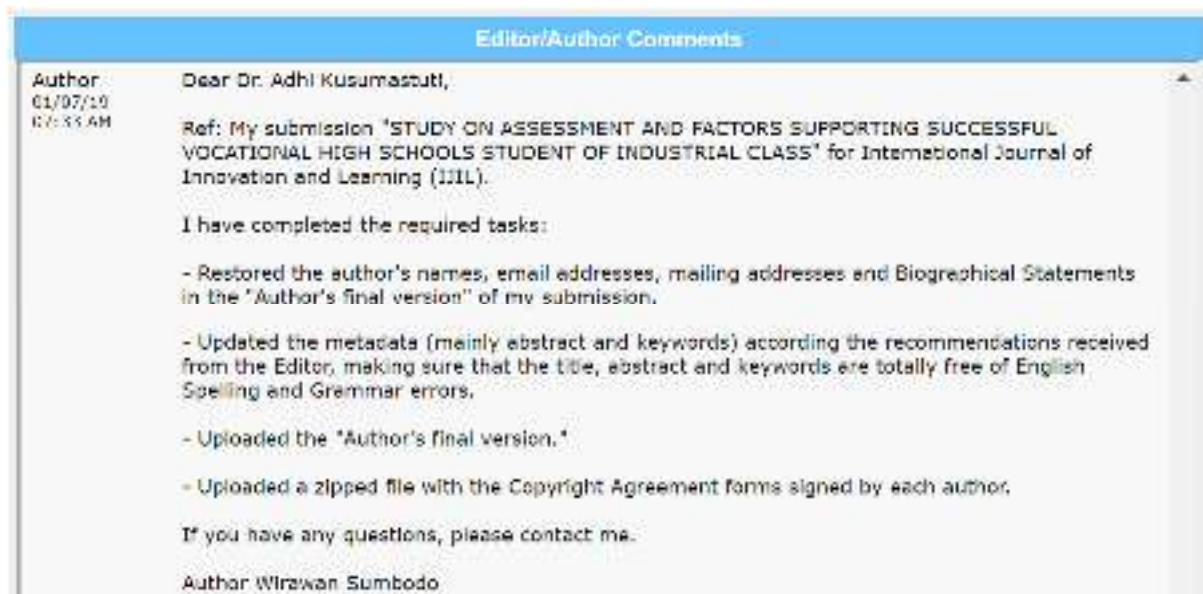 Editor/Author Comments
Author
01/07/19
07:33 AM
Dear Dr. Adhi Kusumastuti,
Ref: My submission "STUDY ON ASSESSMENT AND FACTORS SUPPORTING SUCCESSFUL
VOCATIONAL HIGH SCHOOLS STUDENT OF INDUSTRIAL CLASS" for International Journal of
Innovation and Learning (IJIL).
I have completed the required tasks:
- Restored the author's names, email addresses, mailing addresses and Biographical Statements
in the "Author's final version" of my submission.
- Updated the metadata (mainly abstract and keywords) according the recommendations received
from the Editor, making sure that the title, abstract and keywords are totally free of English
Spelling and Grammar errors.
- Uploaded the "Author's final version."
- Uploaded a zipped file with the Copyright Agreement forms signed by each author.
If you have any questions, please contact me.
Author Wirawan Sumbodo